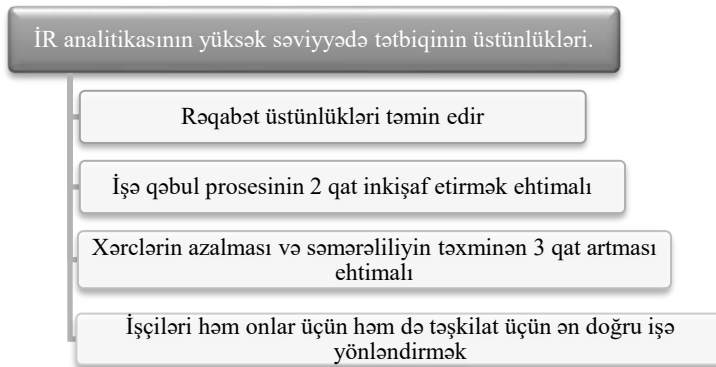 İR analitikasının yüksək səviyyədə tətbiqinin üstünlükləri.
Rəqabət üstünlükləri təmin edir
İşə qəbul prosesinin 2 qat inkişaf etirmək ehtimalı
Xərclərin azalması və səmərəliliyin təxminən 3 qat artması
ehtimalı
İşçiləri həm onlar üçün həm də təşkilat üçün ən doğru işə
yönləndirmək